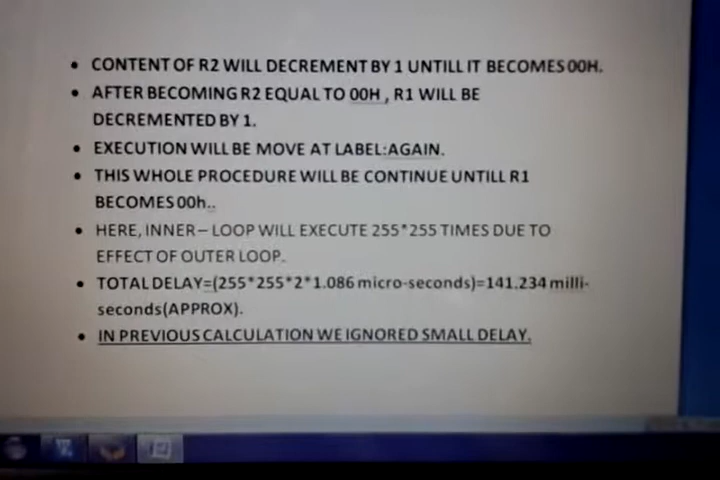 • CONTENT OF R2 WILL DECREMENT BY 1 UNTILL IT BECOMES 00H.
• AFTER BECOMING R2 EQUAL TO 00H , R1 WILL BE
DECREMENTED BY 1.
• EXECUTION WILL BE MOVE AT LABEL:AGAIN.
• THIS WHOLE PROCEDURE WILL BE CONTINUE UNTILL R1
BECOMES 00h..
• HERE, INNER – LOOP WILL EXECUTE 255*255 TIMES DUE TO
EFFECT OF OUTER LOOP.
• TOTAL DELAY=(255*255*2*1.086 micro-seconds)=141.234 milli-
seconds(APPROX).
• IN PREVIOUS CALCULATION WE IGNORED SMALL DELAY.